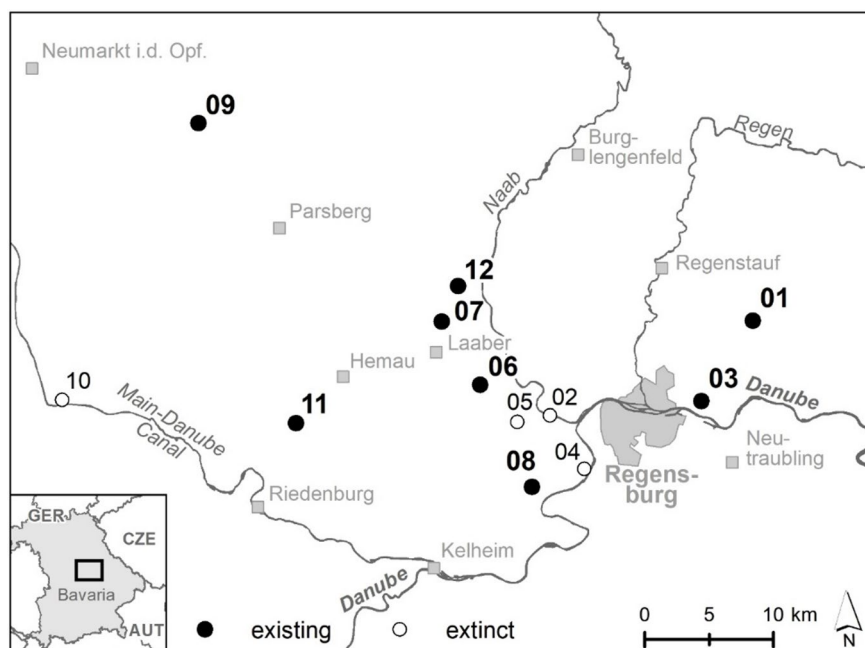 Neumarkt i.d. Opf.
09
Burg-
lengenfeld
Regen
Naab
Parsberg
12
Regenstauf
07
01
Laaber
Hemau
06
10
Main-Danube
Canal
11
05
02
03
Danube
04
08
Regens-
burg
Neu-
traubling
Riedenburg
Kelheim
Danube
GER
CZE
Bavaria
AUT
existing
extinct
0 5 10 km
N